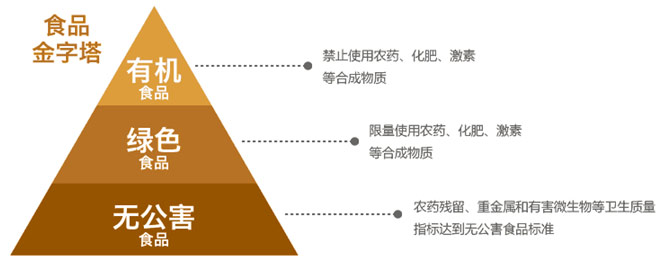 食品
金字塔
有机
食品
禁止使用农药、化肥、激素
等合成物质
绿色
食品
限量使用农药、化肥、激素
等合成物质
无公害
食品
农药残留、重金属和有害微生物等卫生质量
指标达到无公害食品标准